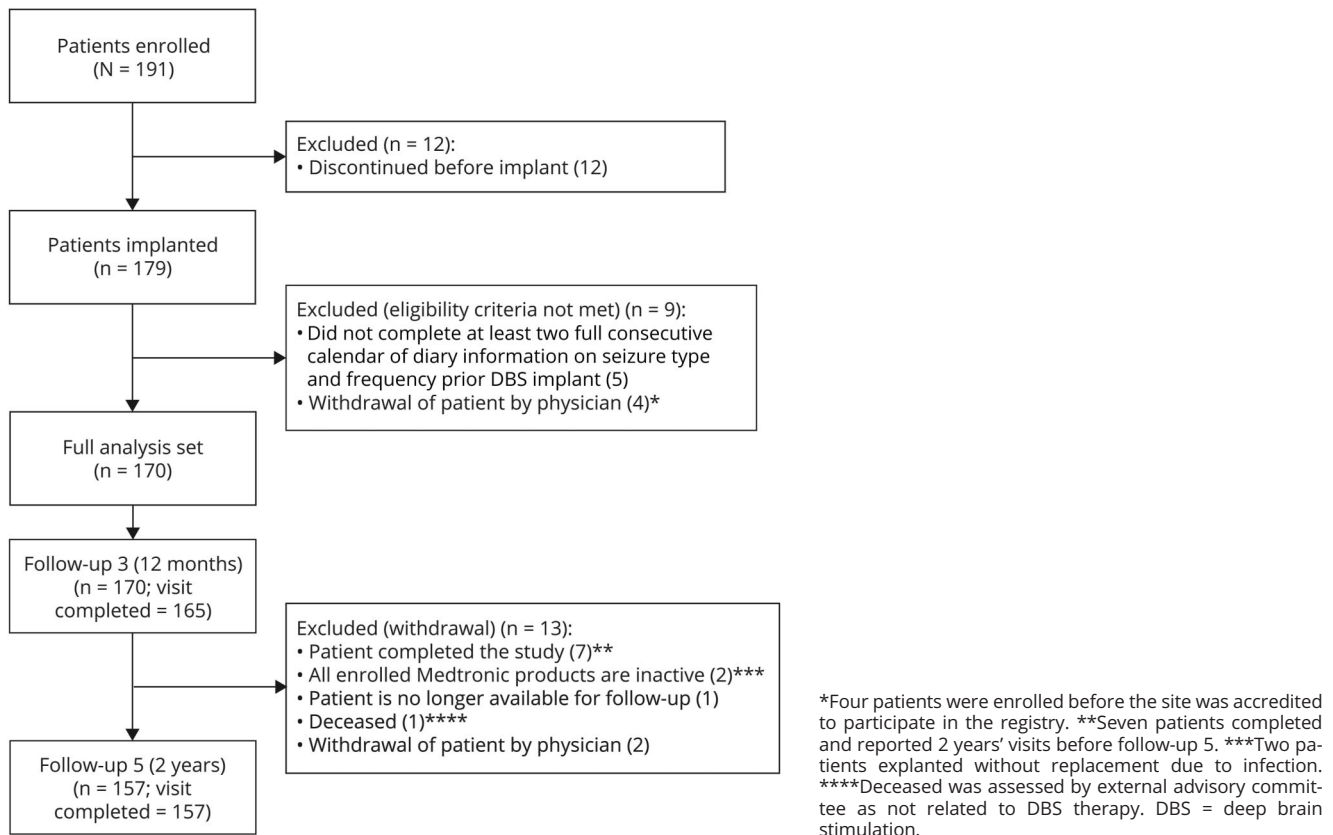 Patients enrolled
(N = 191)
Excluded (n = 12):
• Discontinued before implant (12)
Patients implanted
(n = 179)
Excluded (eligibility criteria not met) (n = 9):
• Did not complete at least two full consecutive
calendar of diary information on seizure type
and frequency prior DBS implant (5)
• Withdrawal of patient by physician (4)*
Full analysis set
(n = 170)
Follow-up 3 (12 months)
(n = 170; visit
completed = 165)
Excluded (withdrawal) (n = 13):
• Patient completed the study (7)**
• All enrolled Medtronic products are inactive (2)***
• Patient is no longer available for follow-up (1)
• Deceased (1)****
• Withdrawal of patient by physician (2)
Follow-up 5 (2 years)
(n = 157; visit
completed = 157)
*Four patients were enrolled before the site was accredited
to participate in the registry. **Seven patients completed
and reported 2 years’ visits before follow-up 5. ***Two pa-
tients explanted without replacement due to infection.
****Deceased was assessed by external advisory commit-
tee as not related to DBS therapy. DBS = deep brain
stimulation.